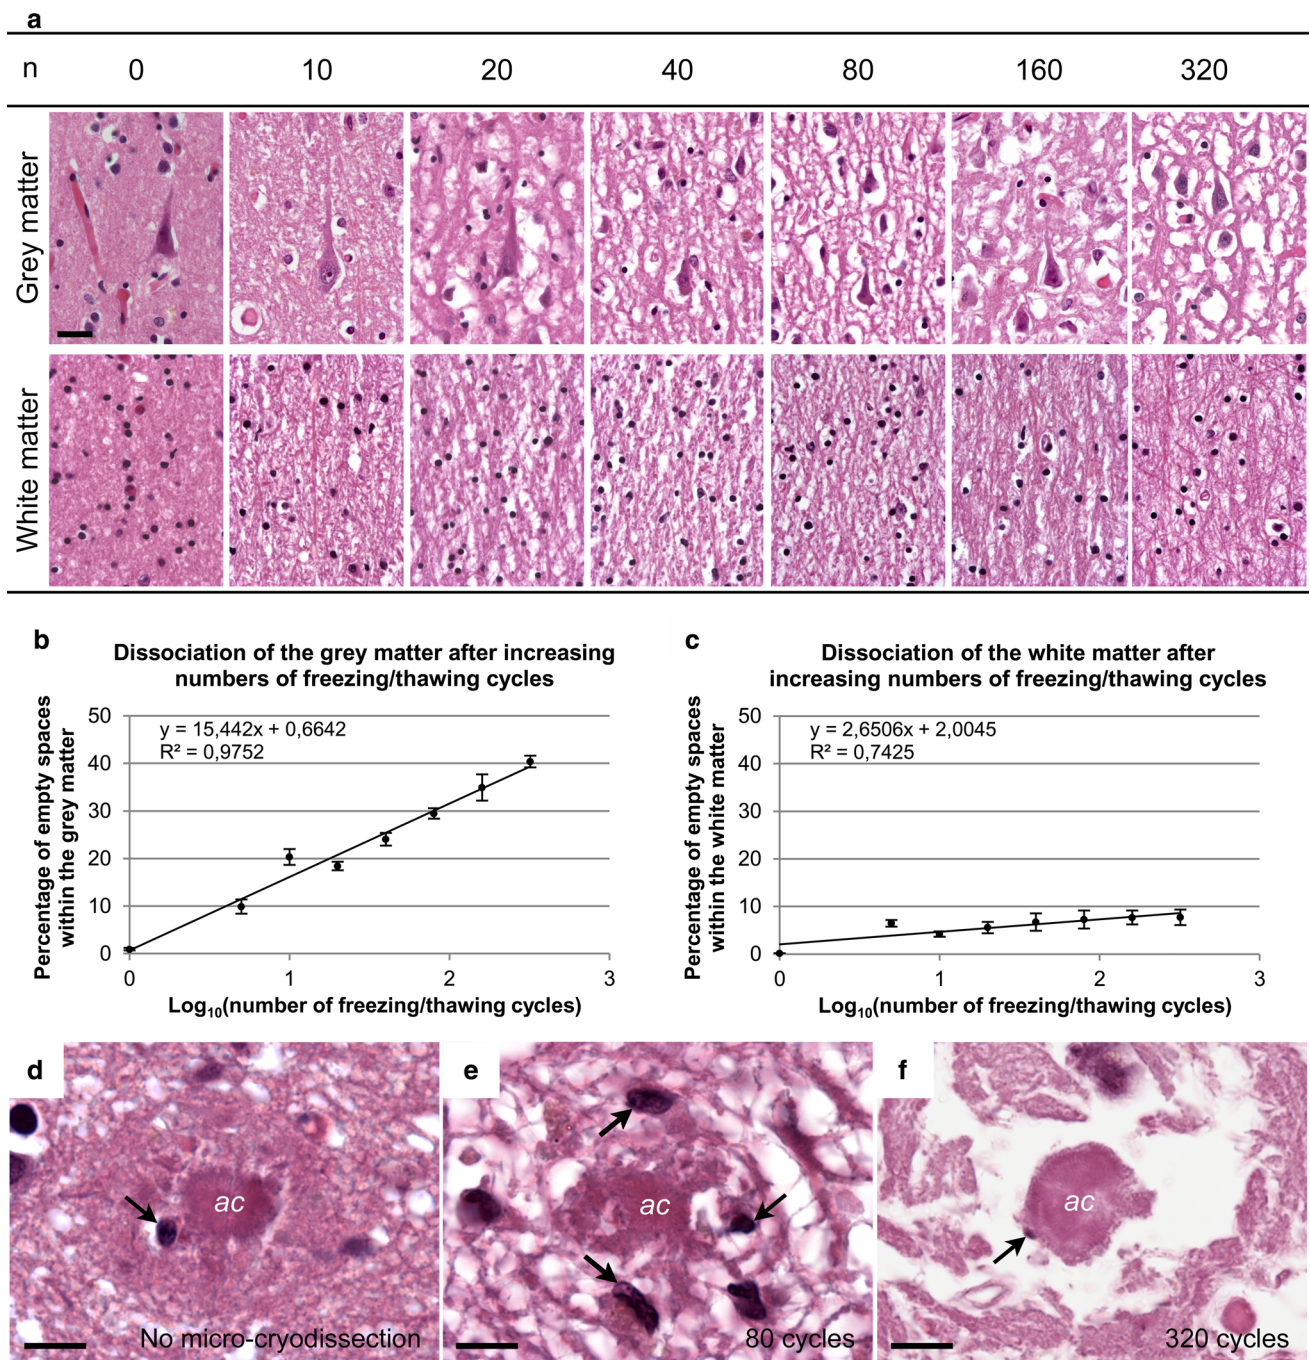 a
n 0 10 20 40 80 160 320
Grey matter
White matter
b
Dissociation of the grey matter after increasing
numbers of freezing/thawing cycles
Percentage of empty spaces
within the grey matter
50
40
30
20
10
0
y = 15,442x + 0,6642
R² = 0,9752
0 1 2 3
Log₁₀(number of freezing/thawing cycles)
c
Dissociation of the white matter after
increasing numbers of freezing/thawing cycles
Percentage of empty spaces
within the white matter
50
40
30
20
10
0
y = 2,6506x + 2,0045
R² = 0,7425
0 1 2 3
Log₁₀(number of freezing/thawing cycles)
d
ac
No micro-cryodissection
e
ac
80 cycles
f
ac
320 cycles